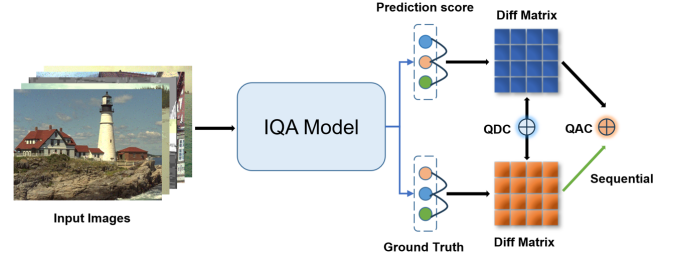 Prediction score
Diff Matrix
IQA Model
QDC
QAC
Sequential
Input Images
Ground Truth
Diff Matrix